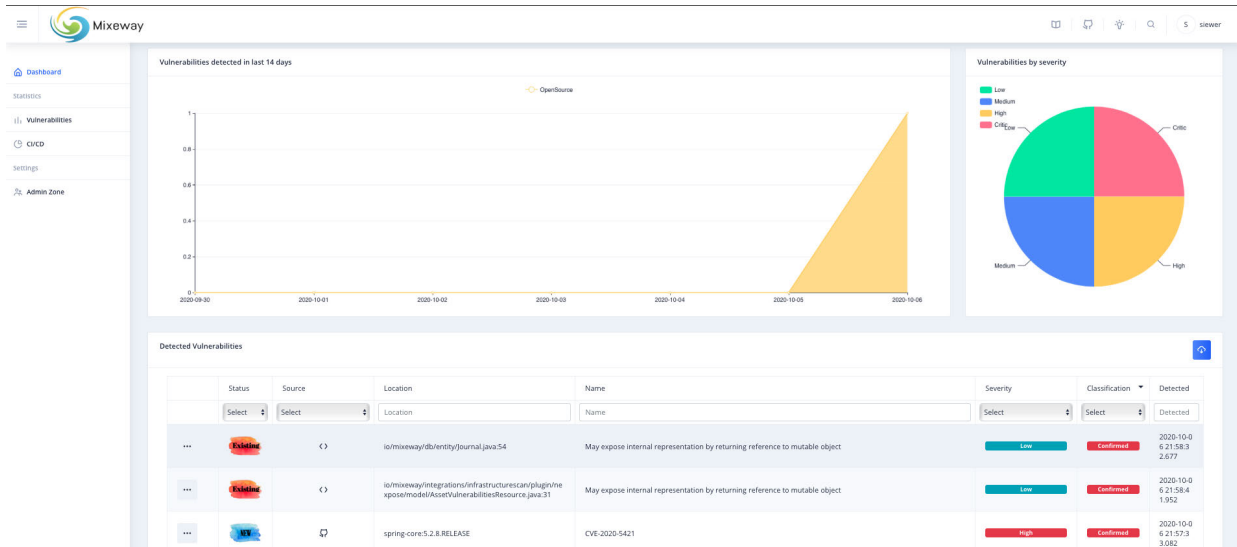 Mixeway
S siewer
Dashboard
Statistics
Vulnerabilities
CI/CD
Settings
Admin Zone
Vulnerabilities detected in last 14 days
OpenSource
1
0.8
0.6
0.4
0.2
0
2020-09-30 2020-10-01 2020-10-02 2020-10-03 2020-10-04 2020-10-05 2020-10-06
Vulnerabilities by severity
Low
Medium
High
Critic
Low
Critic
Medium
High
Detected Vulnerabilities
Status Source Location Name Severity Classification Detected
Select Select Location Name Select Select Detected
Existing io/mixeway/db/entity/Journal.java:54 May expose internal representation by returning reference to mutable object Low Confirmed 2020-10-0
6 21:58:3
2.677
Existing io/mixeway/integrations/infrastructurescan/plugin/ne
xpose/model/AssetVulnerabilitiesResource.java:31 May expose internal representation by returning reference to mutable object Low Confirmed 2020-10-0
6 21:58:4
1.952
NEW spring-core:5.2.8.RELEASE CVE-2020-5421 High Confirmed 2020-10-0
6 21:57:3
3.082